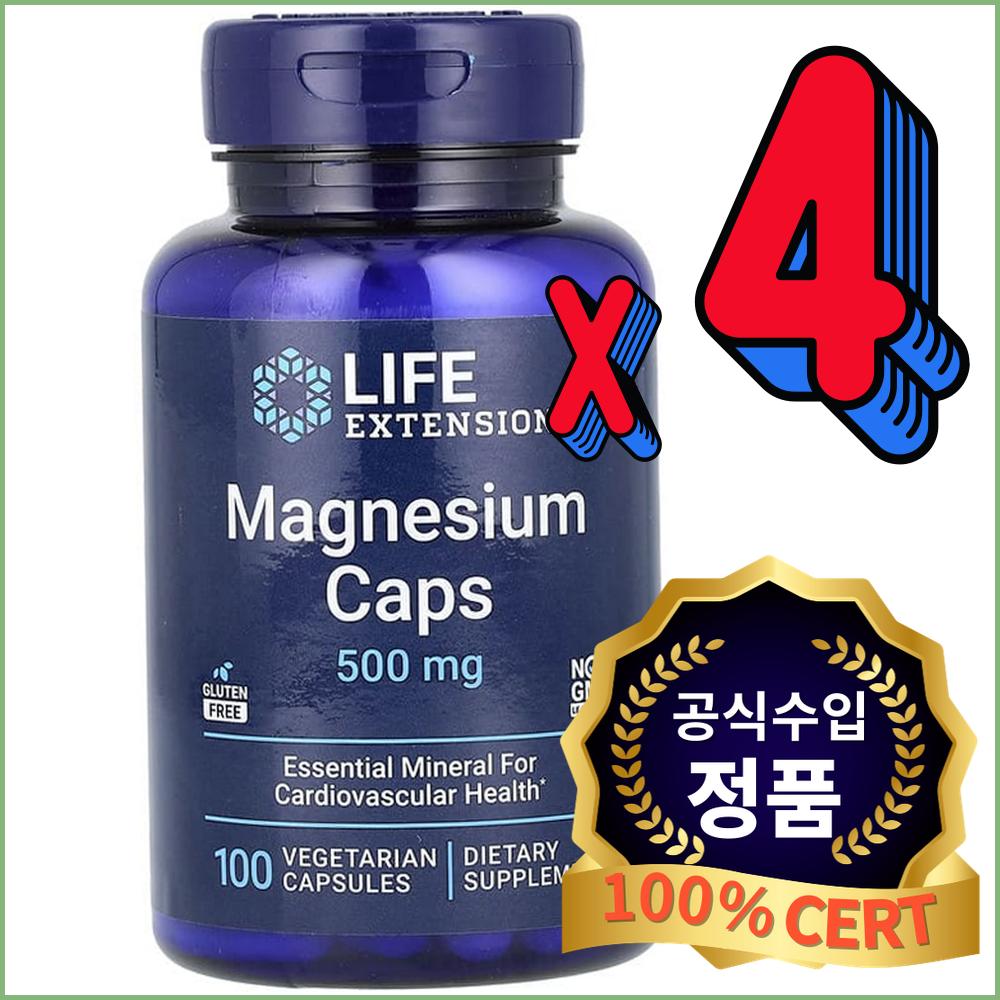 LIFE
EXTENSION
x 4
Magnesium
Caps
500 mg
GLUTEN
FREE
Essential Mineral For
Cardiovascular Health*
100 VEGETARIAN CAPSULES
DIETARY
공식수입
정품
100% CERT